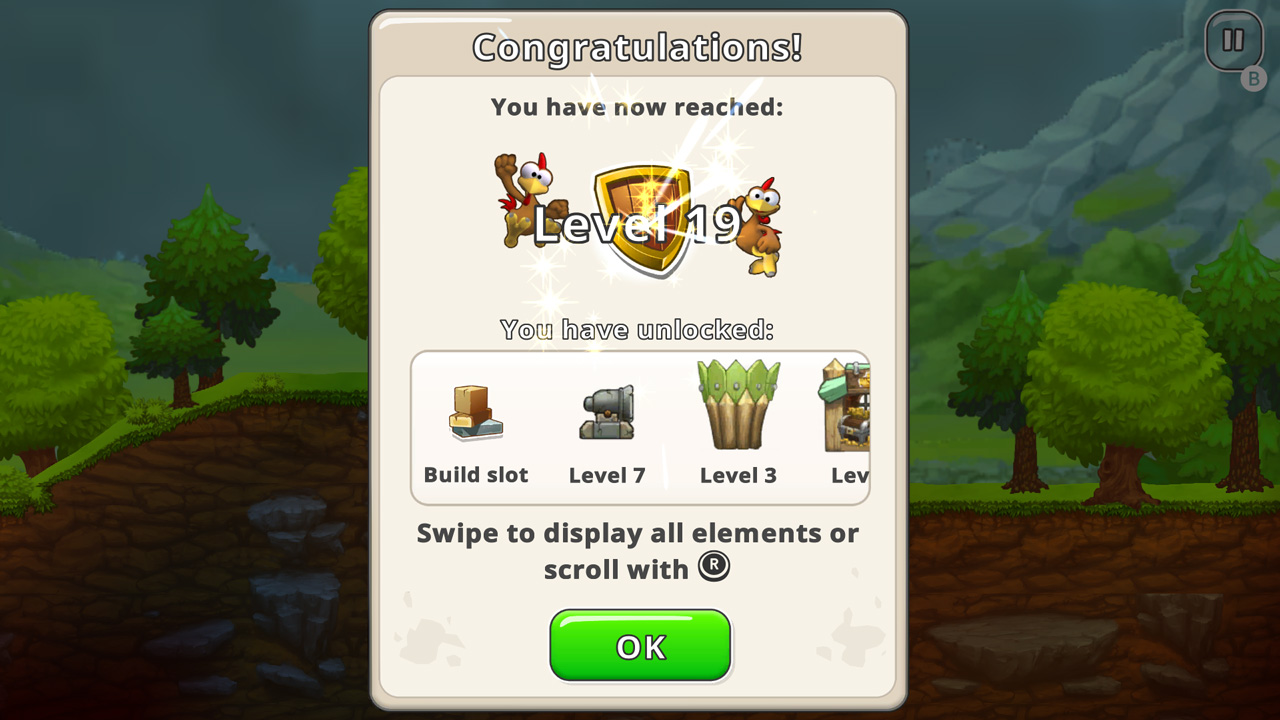 Congratulations!
B
You have now reached:
Level 19
You have unlocked:
Build slot Level 7 Level 3 Lev
Swipe to display all elements or
scroll with R
OK